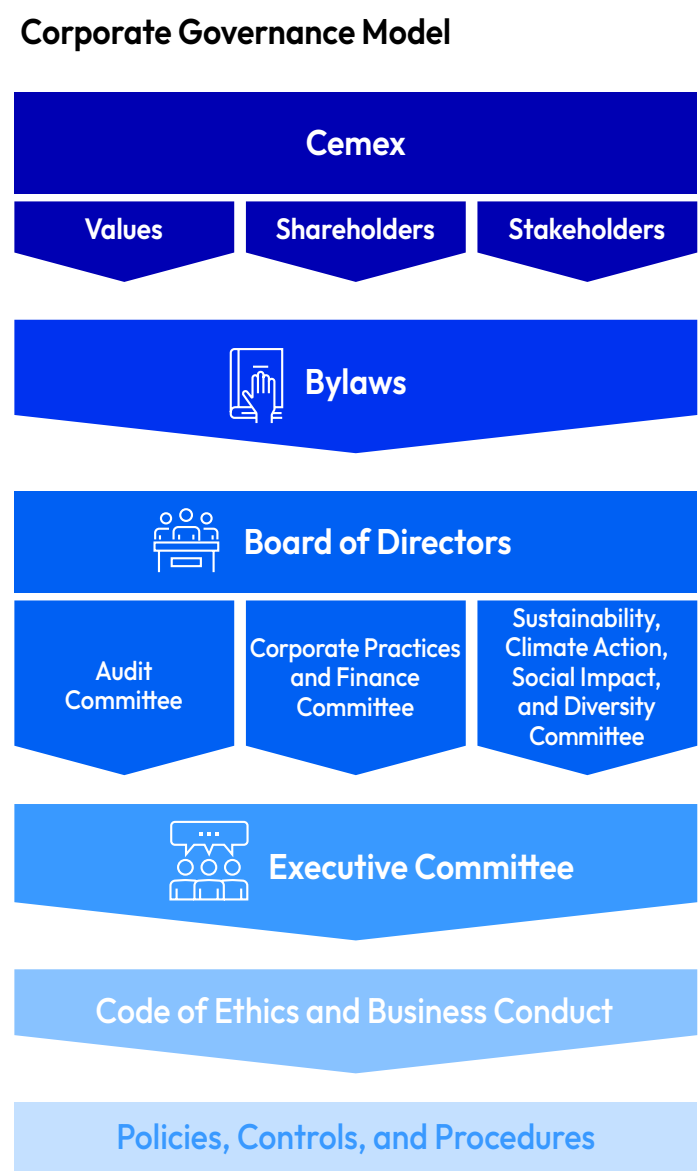 Corporate Governance Model
Cemex
Values
Shareholders
Stakeholders
Bylaws
Board of Directors
Audit
Committee
Corporate Practices
and Finance
Committee
Sustainability,
Climate Action,
Social Impact,
and Diversity
Committee
Executive Committee
Code of Ethics and Business Conduct
Policies, Controls, and Procedures